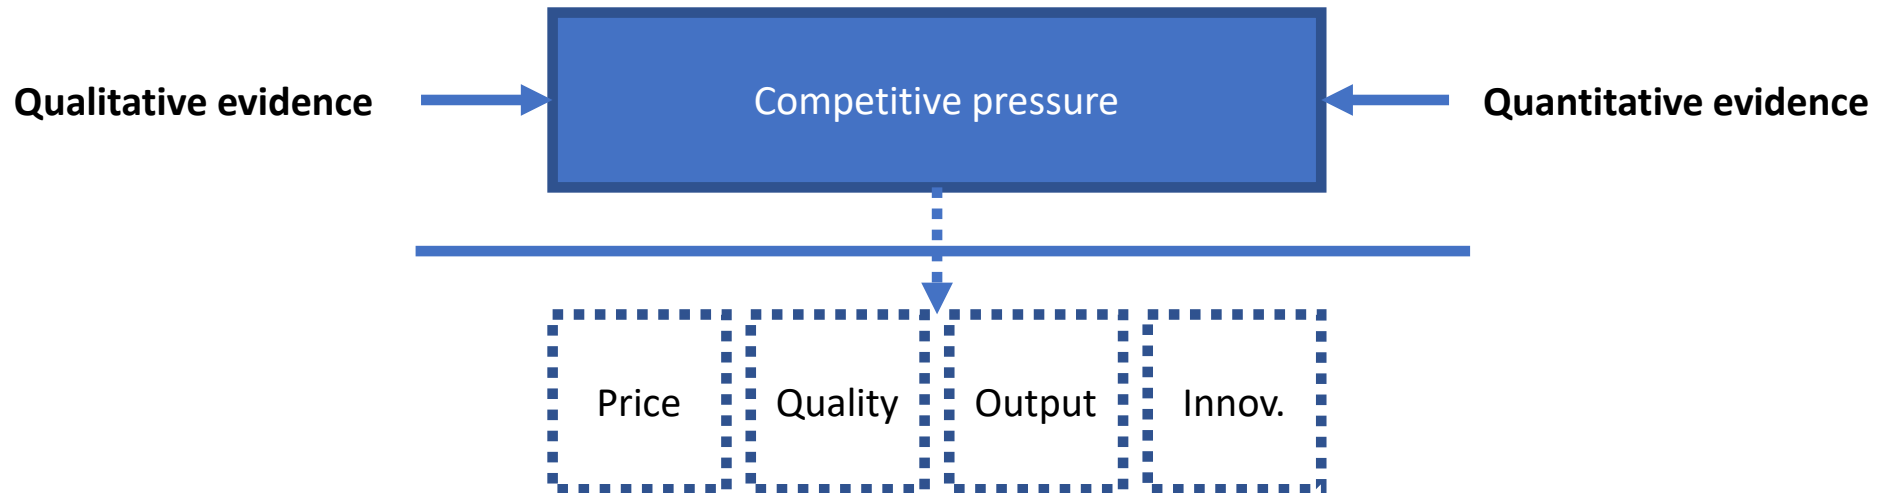 Qualitative evidence
Competitive pressure
Quantitative evidence
Price
Quality
Output
Innov.